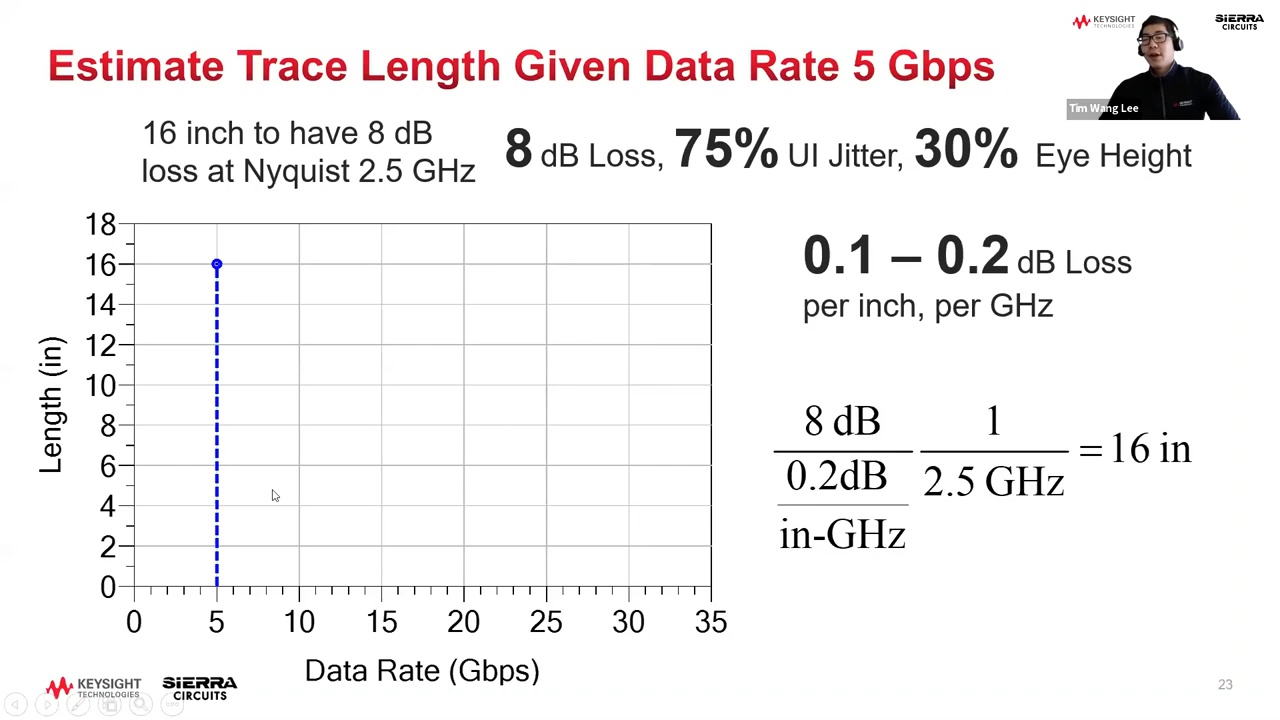 KEYSIGHT
TECHNOLOGIES
SIERRA
CIRCUITS
Estimate Trace Length Given Data Rate 5 Gbps
Tim Wang Lee
16 inch to have 8 dB
loss at Nyquist 2.5 GHz
8 dB Loss, 75% UI Jitter, 30% Eye Height
0.1 – 0.2 dB Loss
per inch, per GHz
18
16
14
12
10
8
6
4
2
0
Length (in)
0 5 10 15 20 25 30 35
Data Rate (Gbps)
8 dB
0.2dB
in-GHz
1
2.5 GHz
= 16 in
KEYSIGHT
TECHNOLOGIES
SIERRA
CIRCUITS
23